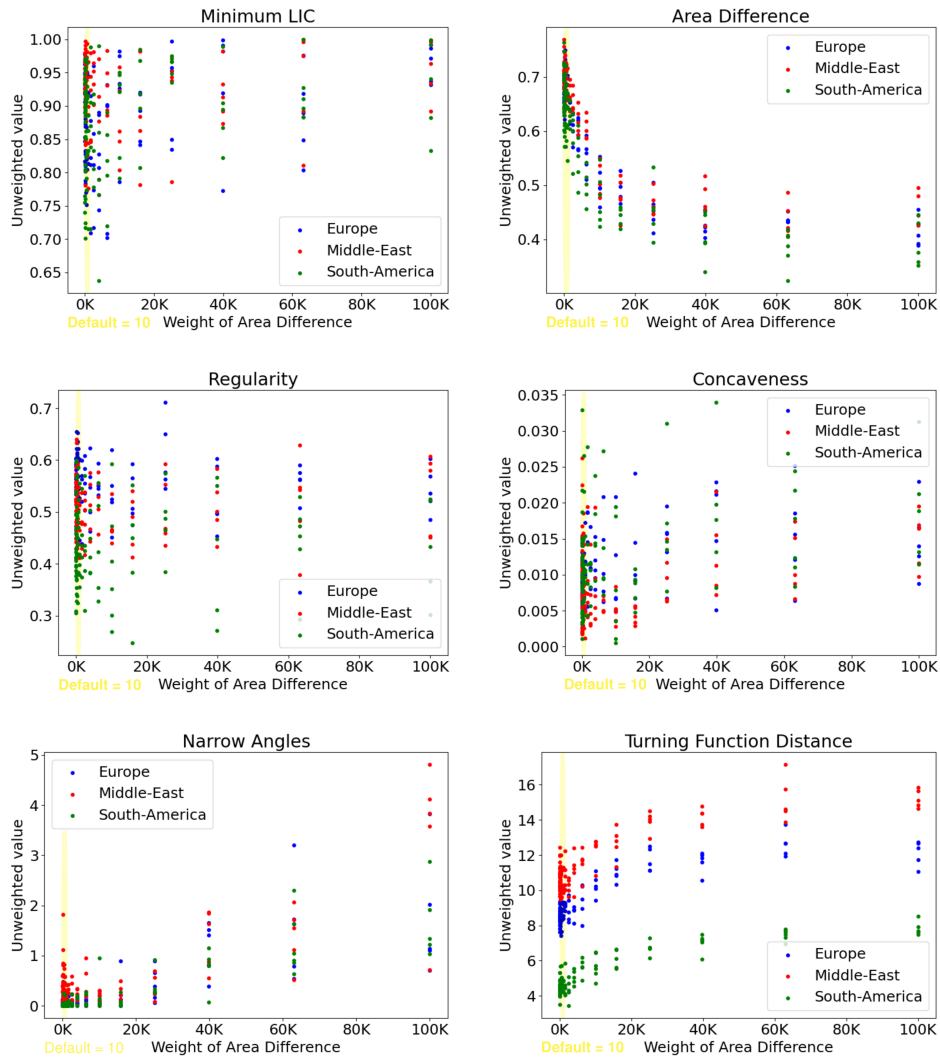 Minimum LIC
Unweighted value
1.00
0.95
0.90
0.85
0.80
0.75
0.70
0.65
Europe
Middle-East
South-America
0K 20K 40K 60K 80K 100K
Default = 10 Weight of Area Difference
Area Difference
Unweighted value
0.7
0.6
0.5
0.4
Europe
Middle-East
South-America
0K 20K 40K 60K 80K 100K
Default = 10 Weight of Area Difference
Regularity
Unweighted value
0.7
0.6
0.5
0.4
0.3
Europe
Middle-East
South-America
0K 20K 40K 60K 80K 100K
Default = 10 Weight of Area Difference
Concaveness
Unweighted value
0.035
0.030
0.025
0.020
0.015
0.010
0.005
0.000
Europe
Middle-East
South-America
0K 20K 40K 60K 80K 100K
Default = 10 Weight of Area Difference
Narrow Angles
Unweighted value
5
4
3
2
1
0
Europe
Middle-East
South-America
0K 20K 40K 60K 80K 100K
Default = 10 Weight of Area Difference
Turning Function Distance
Unweighted value
16
14
12
10
8
6
4
Europe
Middle-East
South-America
0K 20K 40K 60K 80K 100K
Default = 10 Weight of Area Difference